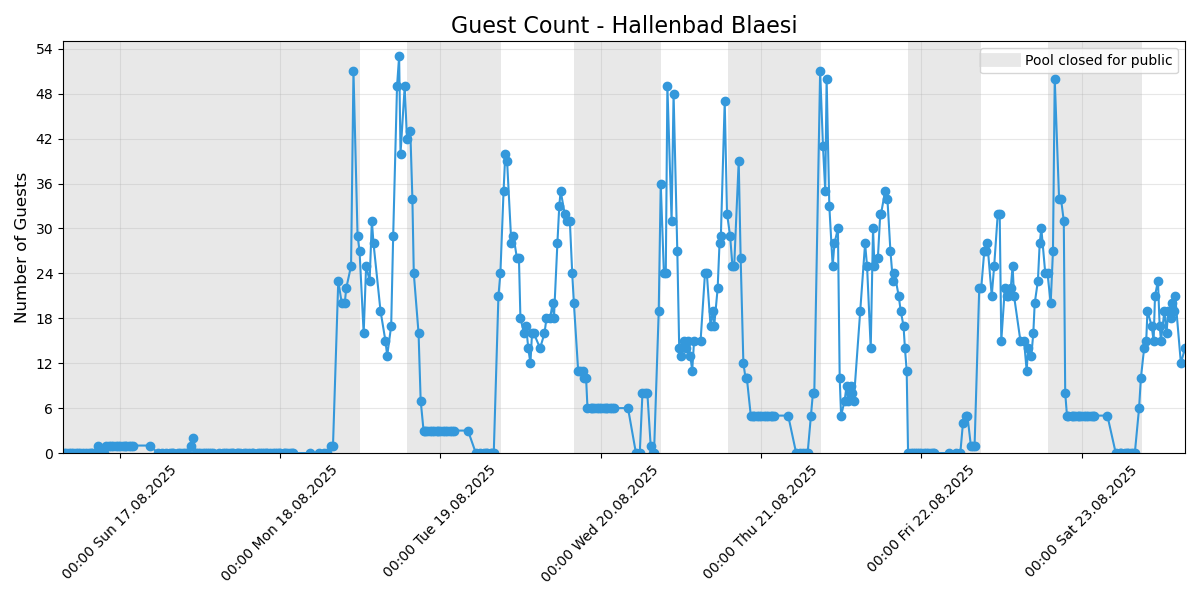 Guest Count - Hallenbad Blaesi
Pool closed for public
Number of Guests
54
48
42
36
30
24
18
12
6
0
00:00 Sun 17.08.2025
00:00 Mon 18.08.2025
00:00 Tue 19.08.2025
00:00 Wed 20.08.2025
00:00 Thu 21.08.2025
00:00 Fri 22.08.2025
00:00 Sat 23.08.2025